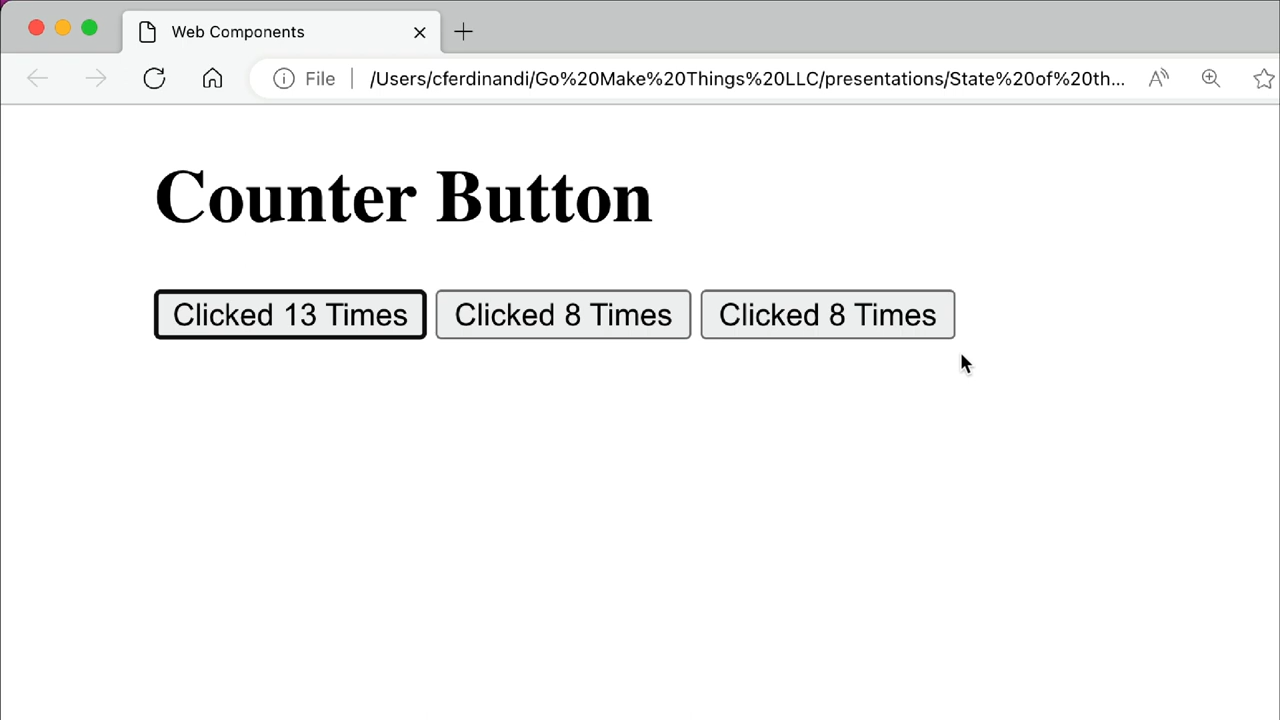 Web Components
File
/Users/cferdinandi/Go%20Make%20Things%20LLC/presentations/State%20of%20th...
Counter Button
Clicked 13 Times
Clicked 8 Times
Clicked 8 Times